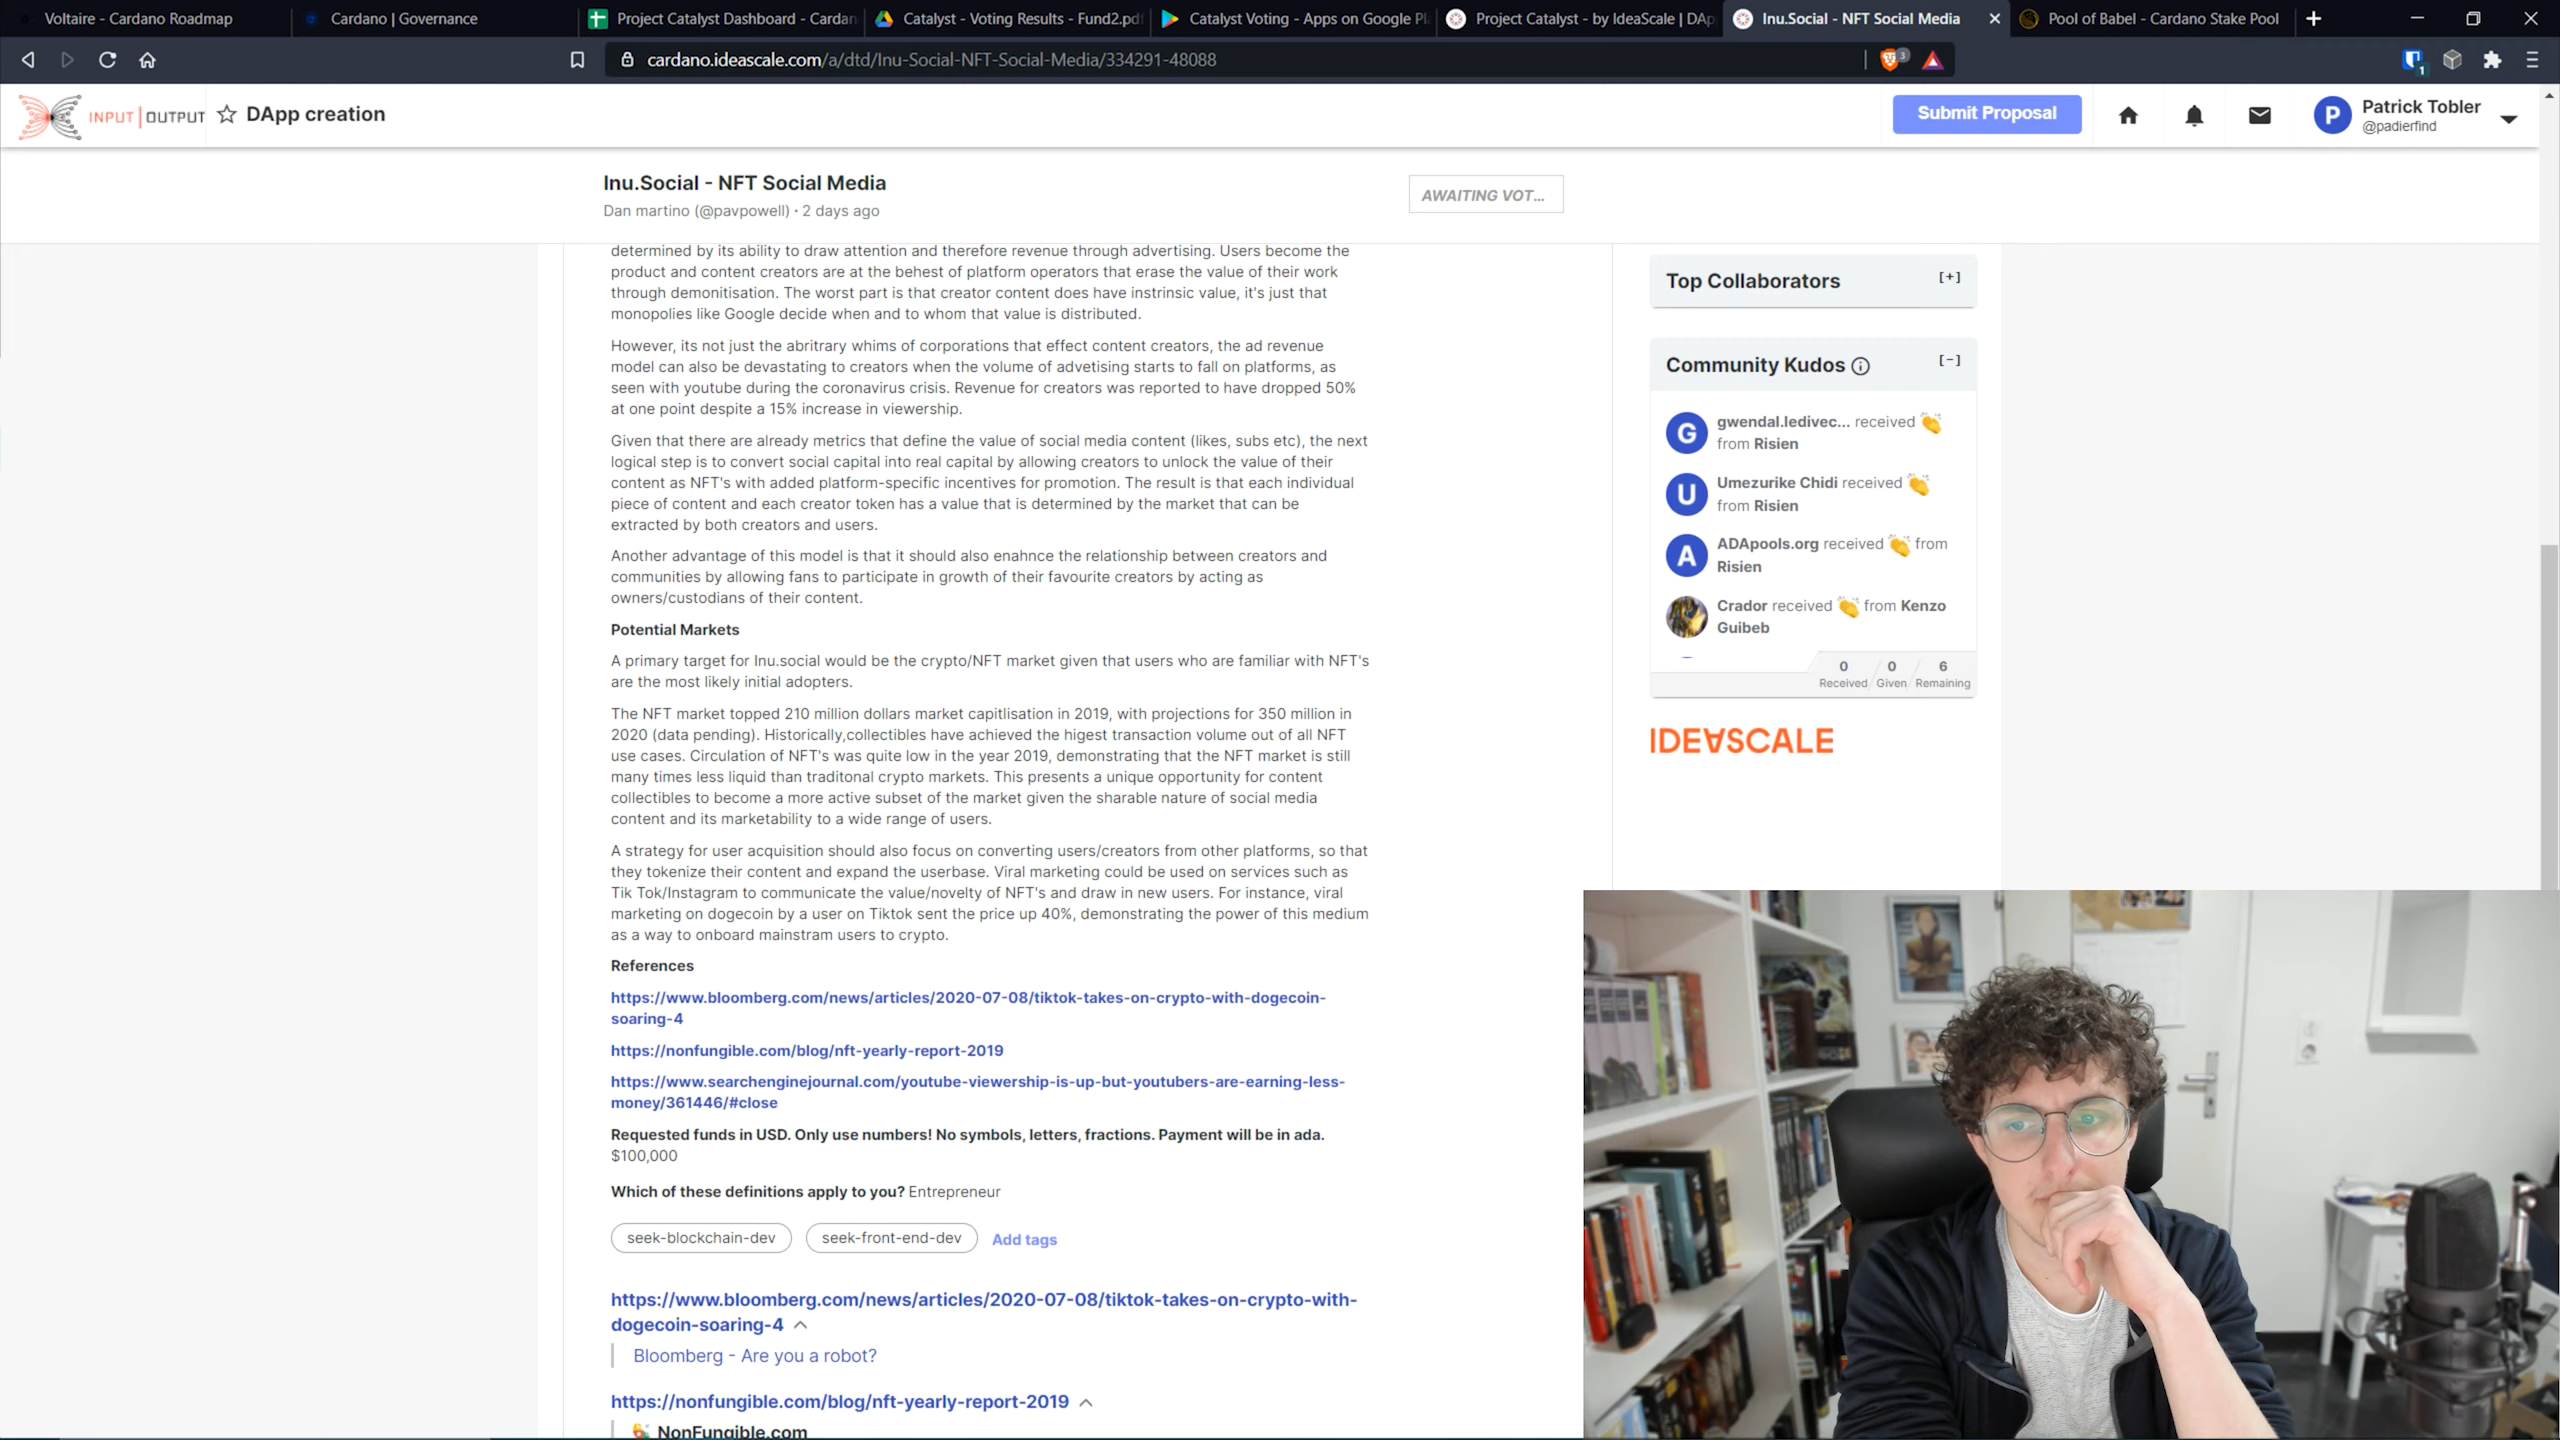 Voltaire - Cardano Roadmap
Cardano | Governance
Project Catalyst Dashboard - Cardan
Catalyst - Voting Results - Fund2.pdf
Catalyst Voting - Apps on Google Pl
Project Catalyst - by IdeaScale | DAp
Inu.Social - NFT Social Media
Pool of Babel - Cardano Stake Pool
cardano.ideascale.com/a/dtd/Inu-Social-NFT-Social-Media/334291-48088
3
1
INPUT | OUTPUT
DApp creation
Submit Proposal
P
Patrick Tobler
@padierfind
Inu.Social - NFT Social Media
Dan martino (@pavpowell) · 2 days ago
AWAITING VOT...
determined by its ability to draw attention and therefore revenue through advertising. Users become the
product and content creators are at the behest of platform operators that erase the value of their work
through demonitisation. The worst part is that creator content does have instrinsic value, it's just that
monopolies like Google decide when and to whom that value is distributed.
However, its not just the abritrary whims of corporations that effect content creators, the ad revenue
model can also be devastating to creators when the volume of advetising starts to fall on platforms, as
seen with youtube during the coronavirus crisis. Revenue for creators was reported to have dropped 50%
at one point despite a 15% increase in viewership.
Given that there are already metrics that define the value of social media content (likes, subs etc), the next
logical step is to convert social capital into real capital by allowing creators to unlock the value of their
content as NFT's with added platform-specific incentives for promotion. The result is that each individual
piece of content and each creator token has a value that is determined by the market that can be
extracted by both creators and users.
Another advantage of this model is that it should also enahnce the relationship between creators and
communities by allowing fans to participate in growth of their favourite creators by acting as
owners/custodians of their content.
Potential Markets
A primary target for Inu.social would be the crypto/NFT market given that users who are familiar with NFT's
are the most likely initial adopters.
The NFT market topped 210 million dollars market capitlisation in 2019, with projections for 350 million in
2020 (data pending). Historically,collectibles have achieved the higest transaction volume out of all NFT
use cases. Circulation of NFT's was quite low in the year 2019, demonstrating that the NFT market is still
many times less liquid than traditonal crypto markets. This presents a unique opportunity for content
collectibles to become a more active subset of the market given the sharable nature of social media
content and its marketability to a wide range of users.
A strategy for user acquisition should also focus on converting users/creators from other platforms, so that
they tokenize their content and expand the userbase. Viral marketing could be used on services such as
Tik Tok/Instagram to communicate the value/novelty of NFT's and draw in new users. For instance, viral
marketing on dogecoin by a user on Tiktok sent the price up 40%, demonstrating the power of this medium
as a way to onboard mainstram users to crypto.
References
https://www.bloomberg.com/news/articles/2020-07-08/tiktok-takes-on-crypto-with-dogecoin-
soaring-4
https://nonfungible.com/blog/nft-yearly-report-2019
https://www.searchenginejournal.com/youtube-viewership-is-up-but-youtubers-are-earning-less-
money/361446/#close
Requested funds in USD. Only use numbers! No symbols, letters, fractions. Payment will be in ada.
$100,000
Which of these definitions apply to you? Entrepreneur
seek-blockchain-dev
seek-front-end-dev
Add tags
https://www.bloomberg.com/news/articles/2020-07-08/tiktok-takes-on-crypto-with-
dogecoin-soaring-4
Bloomberg - Are you a robot?
https://nonfungible.com/blog/nft-yearly-report-2019
NonFungible.com
Top Collaborators
[+]
Community Kudos
[-]
G
gwendal.ledivec... received
from Risien
U
Umezurike Chidi received
from Risien
A
ADApools.org received from
Risien
Crador received from Kenzo
Guibeb
0 0 6
Received Given Remaining
IDEASCALE